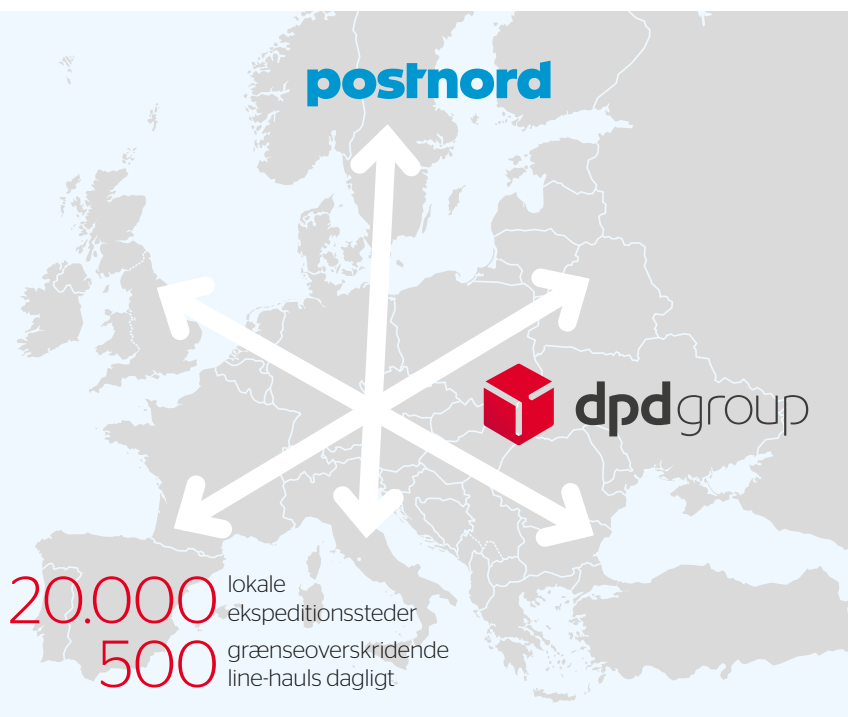 postnord
dpdgroup
20.000 lokale
ekspeditionssteder
500 grænseoverskridende
line-hauls dagligt